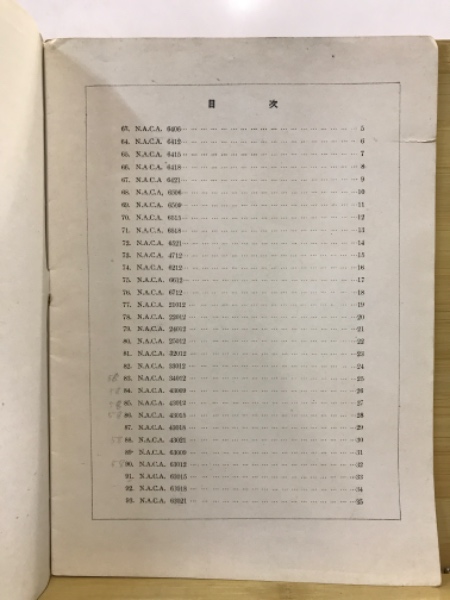 目 次
63. N.A.C.A. 6409 5
64. N.A.C.A. 6412 6
65. N.A.C.A. 6415 7
66. N.A.C.A. 6418 8
67. N.A.C.A 6421 9
68. N.A.C.A. 6506 10
69. N.A.C.A. 6509 11
70. N.A.C.A. 12
71. N.A.C.A. 13
72. N.A.C.A. 6521 14
73. N.A.C.A. 4712 15
74. N.A.C.A. 6212 16
75. N.A.C.A. 6612 17
76. N.A.C.A. 6712 18
77. N.A.C.A. 21012 19
78. N.A.C.A. 22012 20
79. N.A.C.A. 24012 21
80. N.A.C.A. 25012 22
81. N.A.C.A. 32012 23
82. N.A.C.A. 33012 24
83. N.A.C.A. 34012 25
84. N.A.C.A. 43009 26
85. N.A.C.A. 43012 27
86. N.A.C.A. 43015 28
87. N.A.C.A. 43018 29
88. N.A.C.A. 43021 30
89. N.A.C.A. 63009 31
90. N.A.C.A. 63012 32
91. N.A.C.A. 63015 33
92. N.A.C.A. 63018 34
93. N.A.C.A. 63021 35